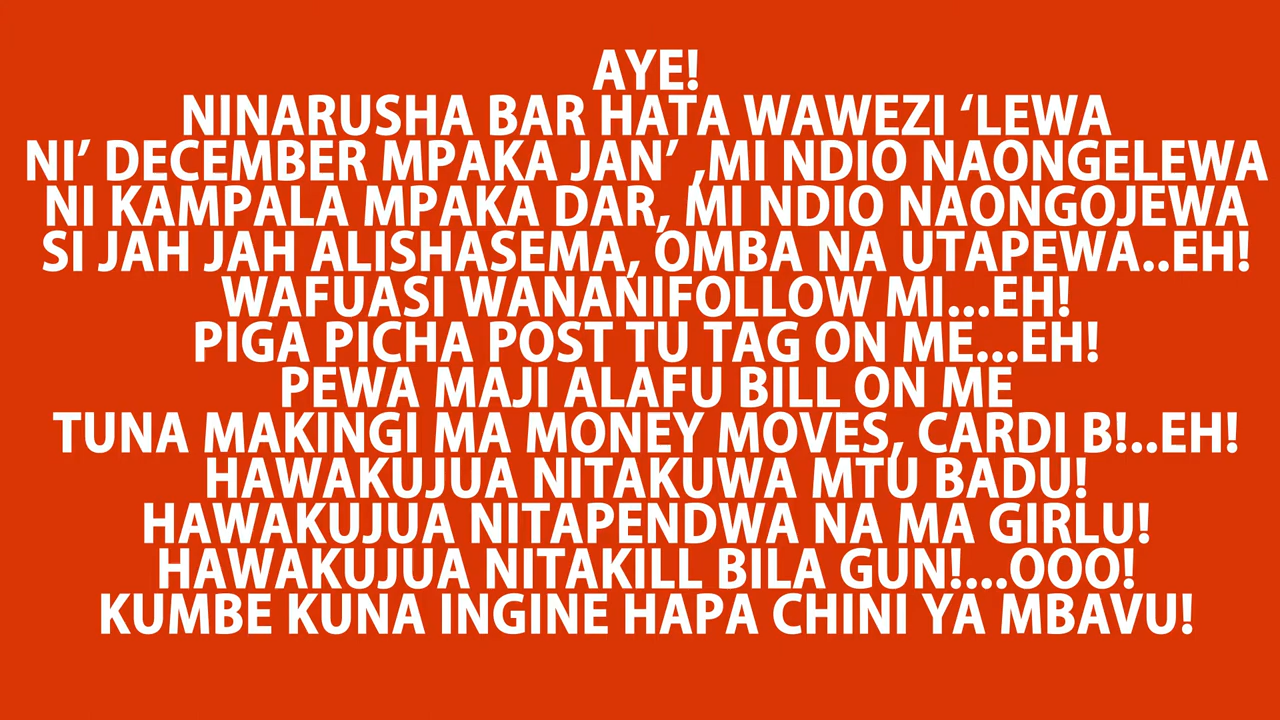 AYE!
NINARUSHA BAR HATA WAWEZI ‘LEWA
NI’ DECEMBER MPAKA JAN’ ,MI NDIO NAONGELEWA
NI KAMPALA MPAKA DAR, MI NDIO NAONGOJEWA
SI JAH JAH ALISHASEMA, OMBA NA UTAPEWA..EH!
WAFUASI WANANIFOLLOW MI...EH!
PIGA PICHA POST TU TAG ON ME...EH!
PEWA MAJI ALAFU BILL ON ME
TUNA MAKINGI MA MONEY MOVES, CARDI B!..EH!
HAWAKUJUA NITAKUWA MTU BADU!
HAWAKUJUA NITAPENDWA NA MA GIRLU!
HAWAKUJUA NITAKILL BILA GUN!...OOO!
KUMBE KUNA INGINE HAPA CHINI YA MBAVU!